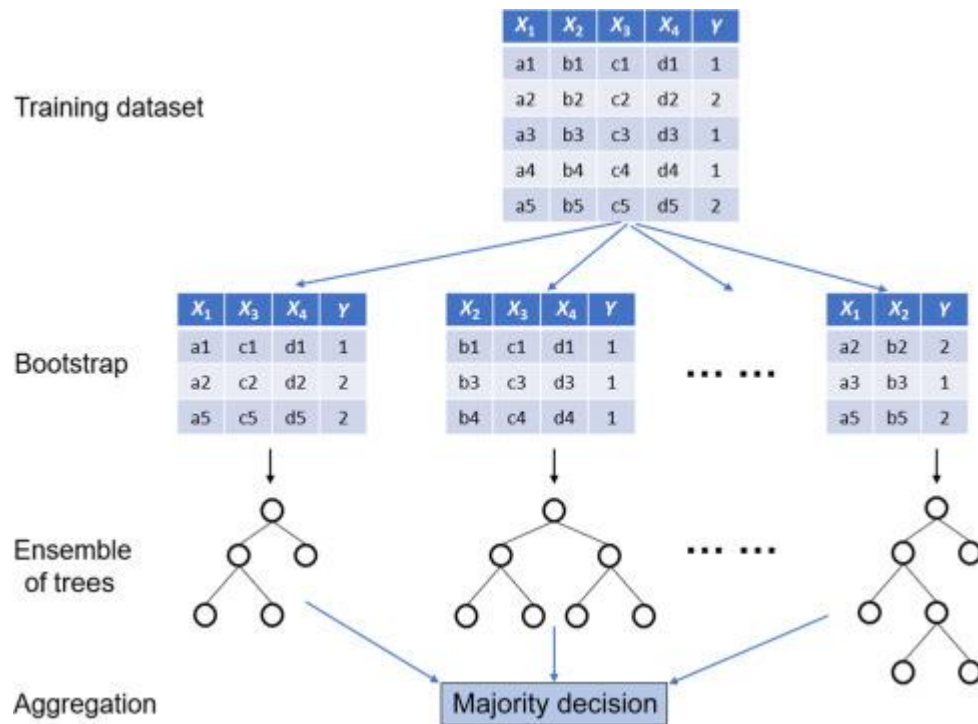 X1 X2 X3 X4 Y
a1 b1 c1 d1 1
Training dataset
a2 b2 c2 d2 2
a3 b3 c3 d3 1
a4 b4 c4 d4 1
a5 b5 c5 d5 2
Bootstrap
X1 X3 X4 Y
a1 c1 d1 1
a2 c2 d2 2
a5 c5 d5 2
X2 X3 X4 Y
b1 c1 d1 1
b3 c3 d3 1
b4 c4 d4 1
... ...
X1 X2 Y
a2 b2 2
a3 b3 1
a5 b5 2
Ensemble
of trees
... ...
Aggregation
Majority decision